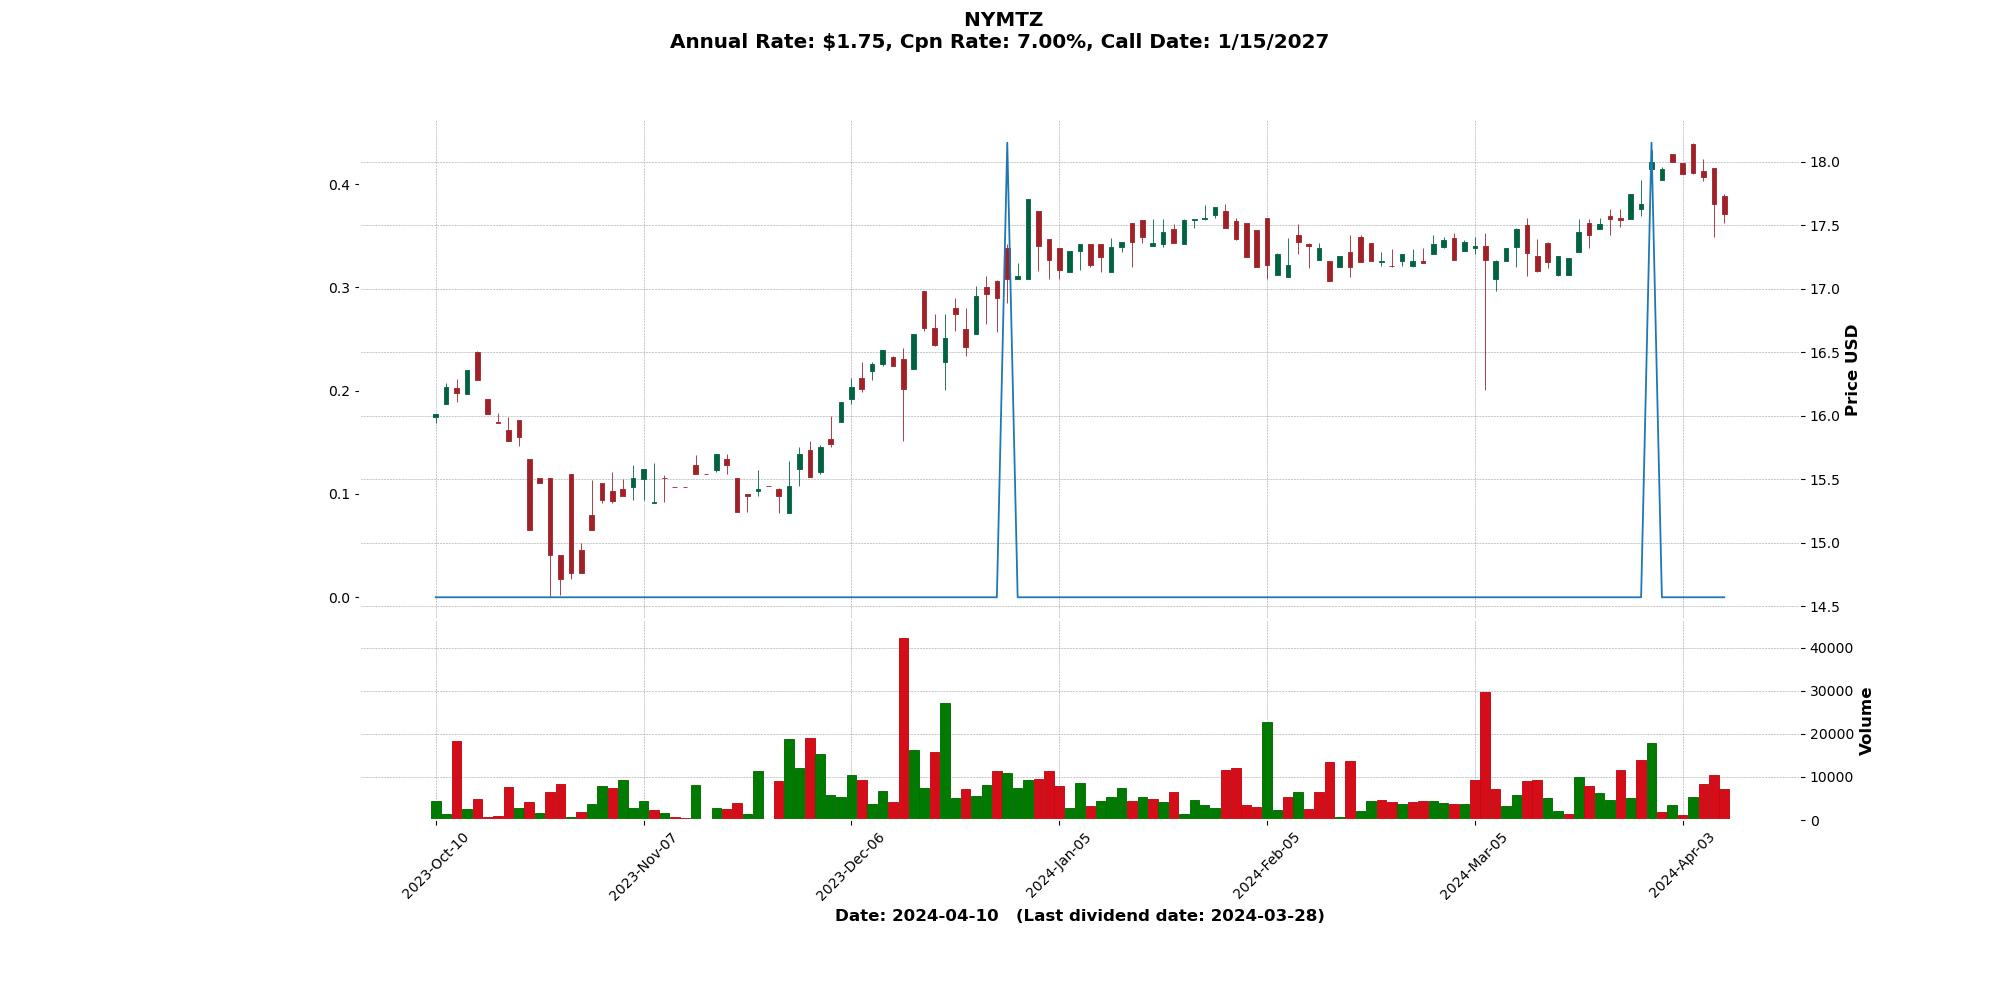 NYMTZ
Annual Rate: $1.75, Cpn Rate: 7.00%, Call Date: 1/15/2027
0.4
0.3
0.2
0.1
0.0
18.0
17.5
17.0
16.5
16.0
15.5
15.0
14.5
Price USD
40000
30000
20000
10000
0
Volume
2023-Oct-10
2023-Nov-07
2023-Dec-06
2024-Jan-05
2024-Feb-05
2024-Mar-05
2024-Apr-03
Date: 2024-04-10 (Last dividend date: 2024-03-28)